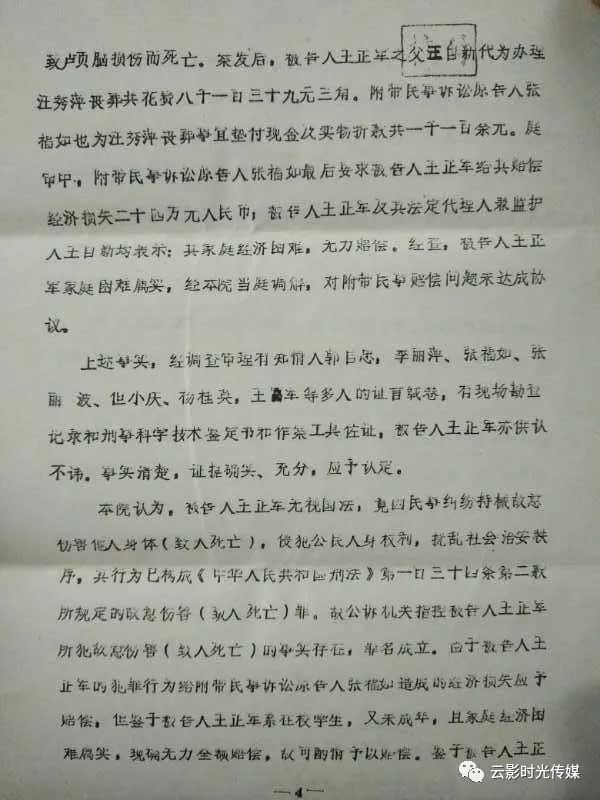 致卢页脑损伤而死亡。案发后，被告人王正军之父王自新代为办理
汪秀萍丧葬共花费八千一百三十九元三角。附带民事诉讼原告人张
福如也为汪秀萍丧葬事宜垫付现金及实物折款共一千一百余元。庭
审中，附带民事诉讼原告人张福如最后要求被告人王正军给其赔偿
经济损失二十四万元人民币；被告人王正军及其法定代理人兼监护
人王自新均表示：其家庭经济困难，无力赔偿。经查，被告人王正
军家庭困难属实，经本院当庭调解，对附带民事赔偿问题未达成协
议。
上述事实，经调查审理有知情人郭自忠，李丽萍、张福如、张
丽波、但小庆、杨桂英，王 军等多人的证言载卷，有现场勘查
记录和刑事科学技术鉴定书和作案工具佐证，被告人王正军亦供认
不讳。事实清楚，证据确实、充分，应予认定。
本院认为，被告人王正军无视国法，竟因民事纠纷持械故意
伤害他人身体（致人死亡），侵犯公民人身权利，扰乱社会治安秩
序，其行为已构成《中华人民共和国刑法》第一百三十四条第二款
所规定的故意伤害（致人死亡）罪。故公诉机关指控被告人王正军
所犯故意伤害（致人死亡）的事实存在，罪名成立。由于被告人王
正军的犯罪行为给附带民事诉讼原告人张福如造成的经济损失应予
赔偿，但鉴于被告人王正军系在校学生，又未成年，且家庭经济困
难属实，现确无力全额赔偿，故可酌情予以赔偿。鉴于被告人王正
—4—
云影时光传媒